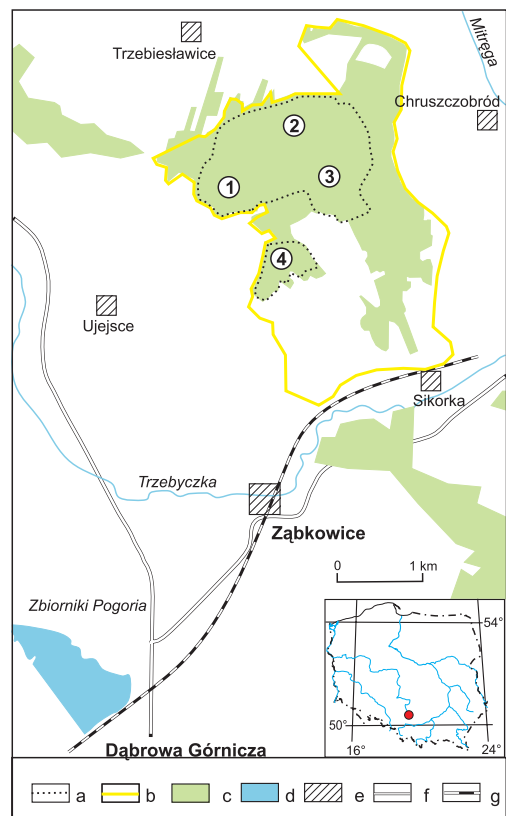 Trzebiesławice
Mitręga
Chruszczobród
2
1
3
4
Ujejsce
Sikorka
Trzebyczka
Ząbkowice
0 1 km
Zbiorniki Pogoria
54°
50°
16° 24°
Dąbrowa Górnicza
a b c d e f g